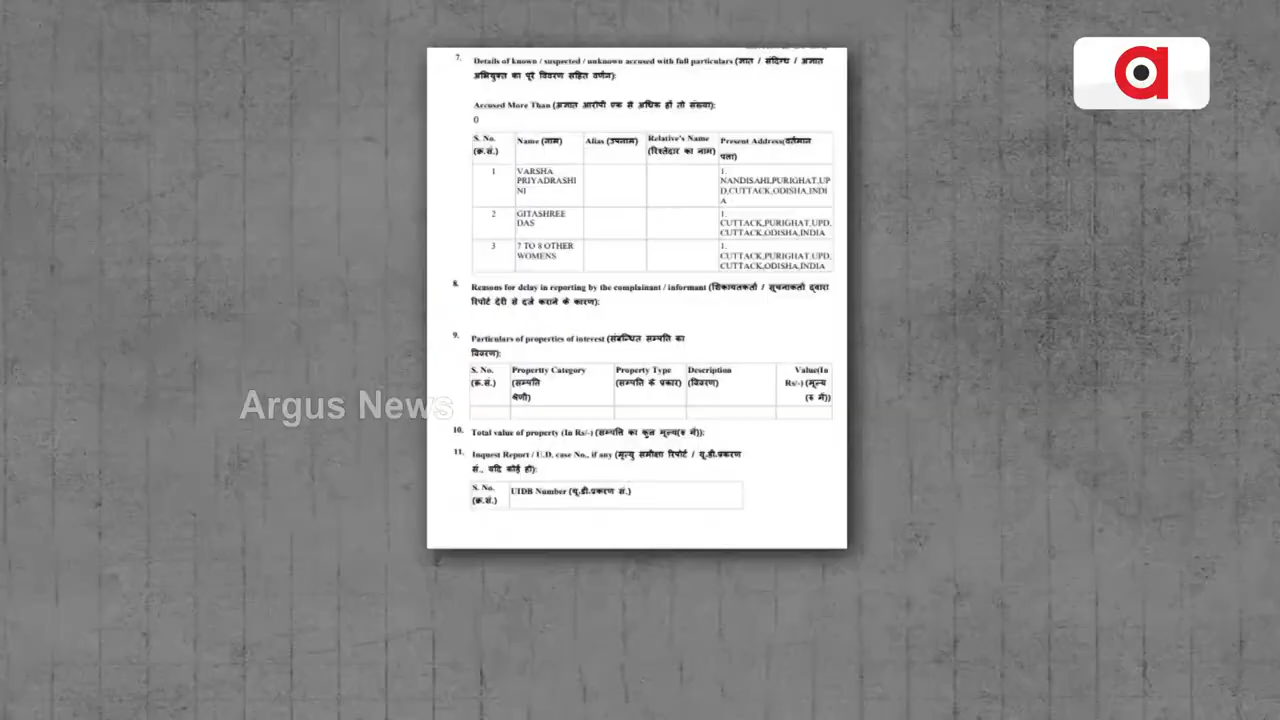 7. Details of known / suspected / unknown accused with full particulars (ज्ञात / संदिग्ध / अज्ञात
अभियुक्त का पूरे विवरण सहित वर्णन):
Accused More Than (अज्ञात आरोपी एक से अधिक हों तो संख्या):
0
S. No. (क्र.सं.) Name (नाम) Alias (उपनाम) Relative's Name (रिश्तेदार का नाम) Present Address(वर्तमान पता)
1 VARSHA PRIYADRASHI NI 1. NANDISAHI,PURIGHAT,UP D,CUTTACK,ODISHA,INDI A
2 GITASHREE DAS 1. CUTTACK,PURIGHAT,UPD, CUTTACK,ODISHA,INDIA
3 7 TO 8 OTHER WOMENS 1. CUTTACK,PURIGHAT,UPD, CUTTACK,ODISHA,INDIA
8. Reasons for delay in reporting by the complainant / informant (शिकायतकर्ता / सूचनाकर्ता द्वारा
रिपोर्ट देरी से दर्ज कराने के कारण):
9. Particulars of properties of interest (संबन्धित सम्पत्ति का
विवरण):
S. No. (क्र.सं.) Propertty Category (सम्पत्ति श्रेणी) Property Type (सम्पत्ति के प्रकार) Description (विवरण) Value(In Rs/-) (मूल्य (रु में))
10. Total value of property (In Rs/-) (सम्पत्ति का कुल मूल्य(रु में)):
11. Inquest Report / U.D. case No., if any (मृत्यु समीक्षा रिपोर्ट / यू.डी.प्रकरण
सं., यदि कोई हो):
S. No. (क्र.सं.) UIDB Number (यू.डी.प्रकरण सं.)
Argus News
a